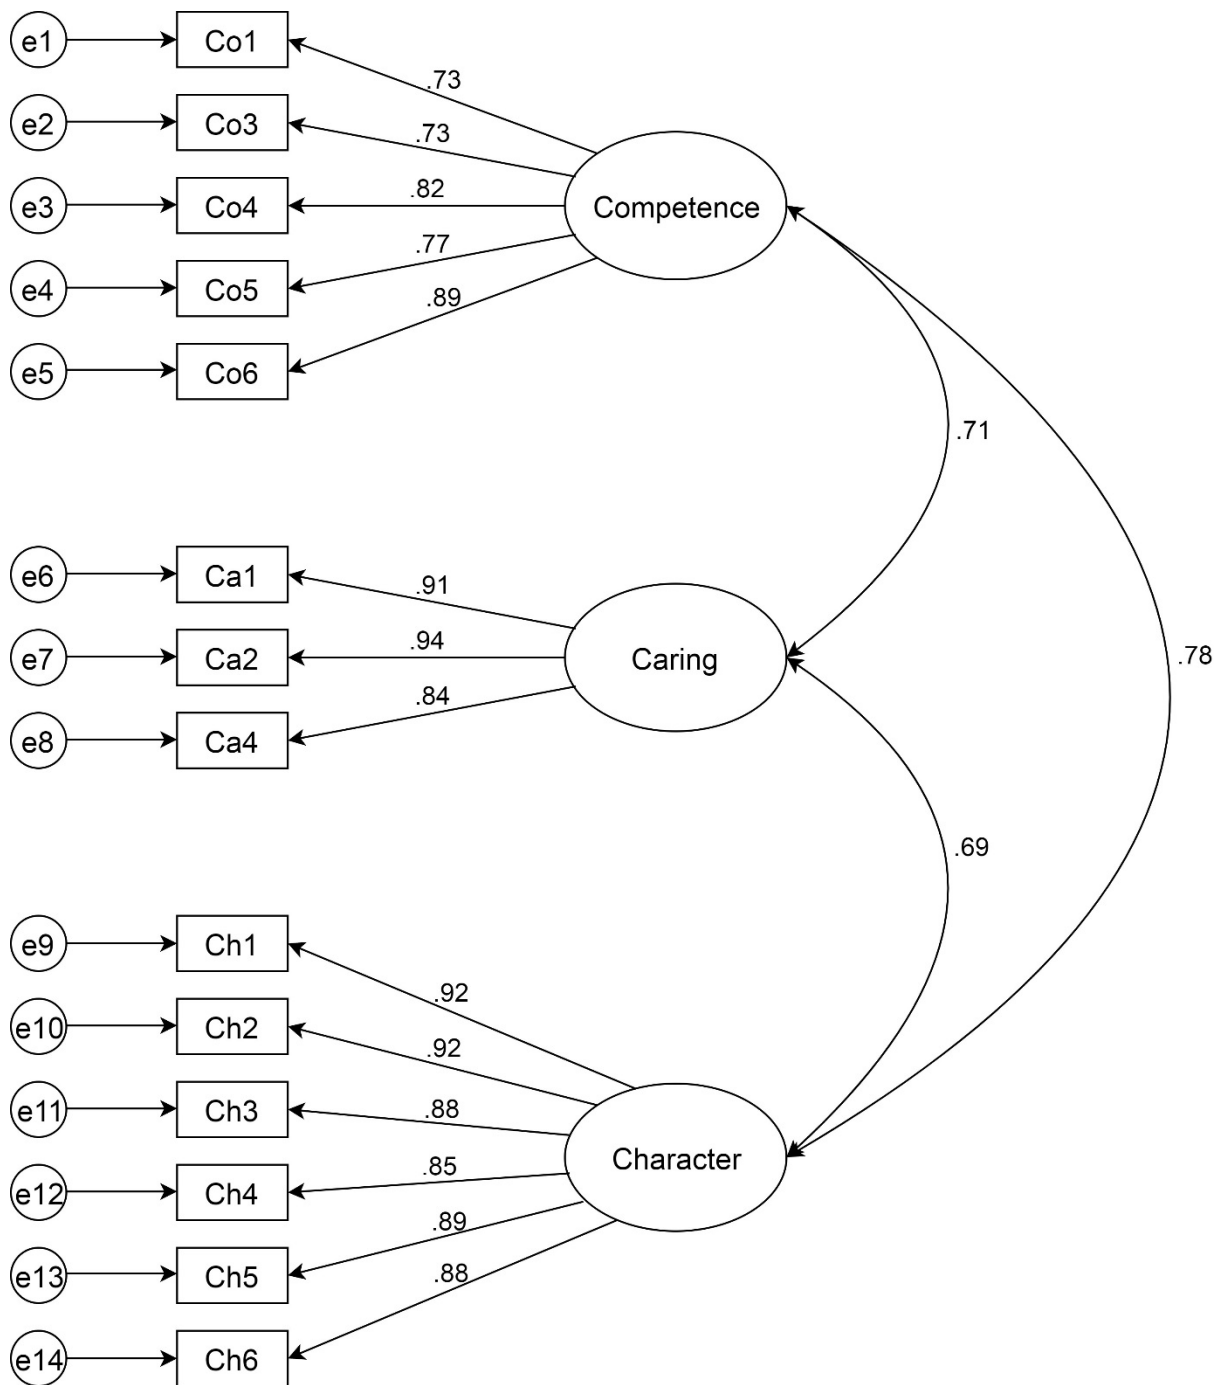 e1 Co1
.73
e2 Co3
.73
e3 Co4
.82
Competence
e4 Co5
.77
.89
e5 Co6
.71
e6 Ca1
.91
e7 Ca2
.94
Caring
.78
e8 Ca4
.84
.69
e9 Ch1
.92
e10 Ch2
.92
e11 Ch3
.88
Character
e12 Ch4
.85
.89
e13 Ch5
.88
e14 Ch6